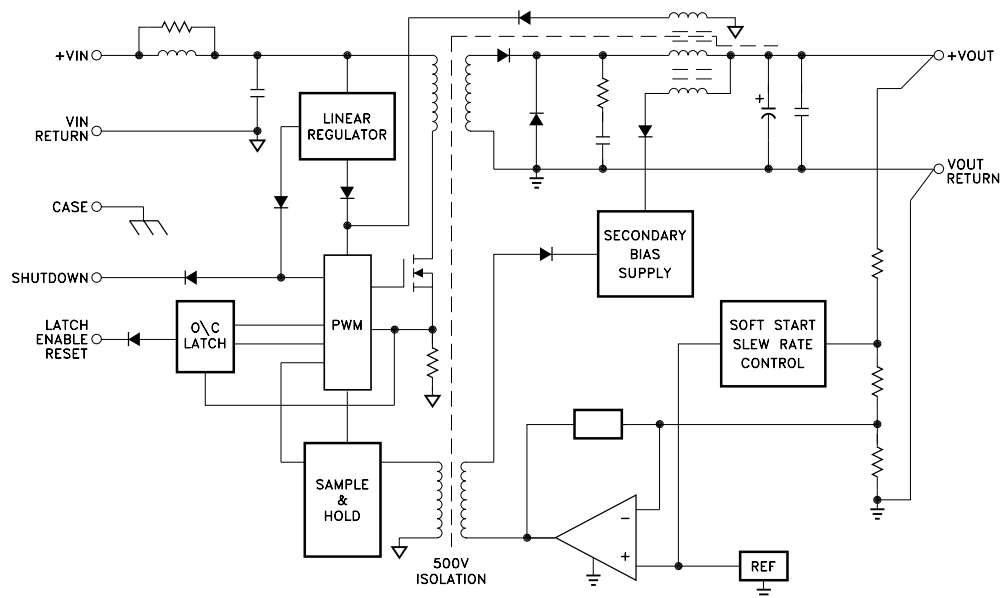 +VIN
VIN
RETURN
CASE
SHUTDOWN
LATCH
ENABLE
RESET
LINEAR
REGULATOR
O\C
LATCH
PWM
SAMPLE
&
HOLD
500V
ISOLATION
SECONDARY
BIAS
SUPPLY
SOFT START
SLEW RATE
CONTROL
REF
+
−
+
+VOUT
VOUT
RETURN